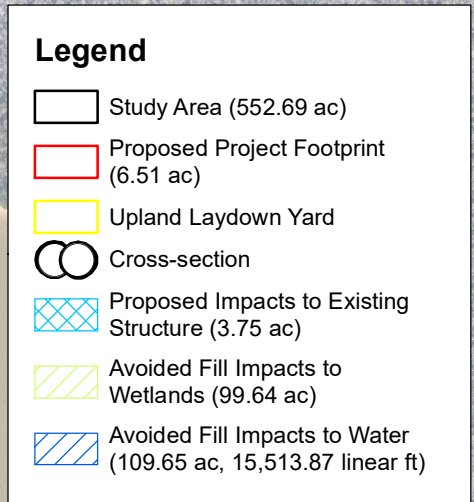 Legend
Study Area (552.69 ac)
Proposed Project Footprint
(6.51 ac)
Upland Laydown Yard
Cross-section
Proposed Impacts to Existing
Structure (3.75 ac)
Avoided Fill Impacts to
Wetlands (99.64 ac)
Avoided Fill Impacts to Water
(109.65 ac, 15,513.87 linear ft)